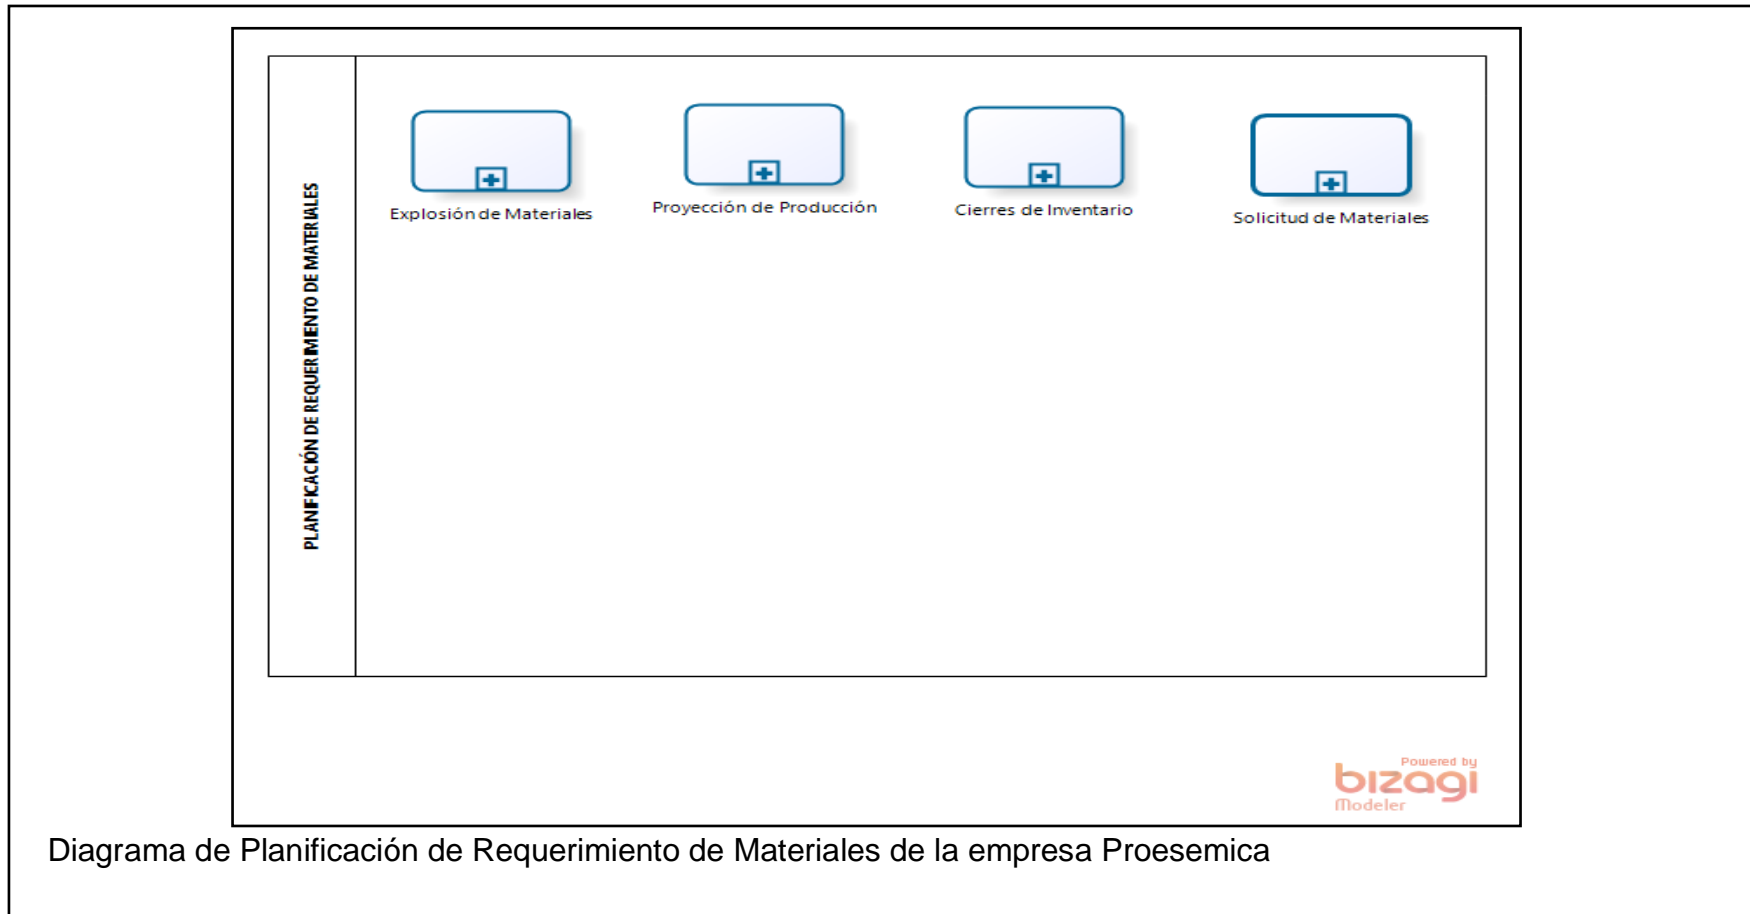 PLANIFICACIÓN DE REQUERIMIENTO DE MATERIALES
Explosión de Materiales
Proyección de Producción
Cierres de Inventario
Solicitud de Materiales
Powered by
bizagi
Modeler
Diagrama de Planificación de Requerimiento de Materiales de la empresa Proesemica